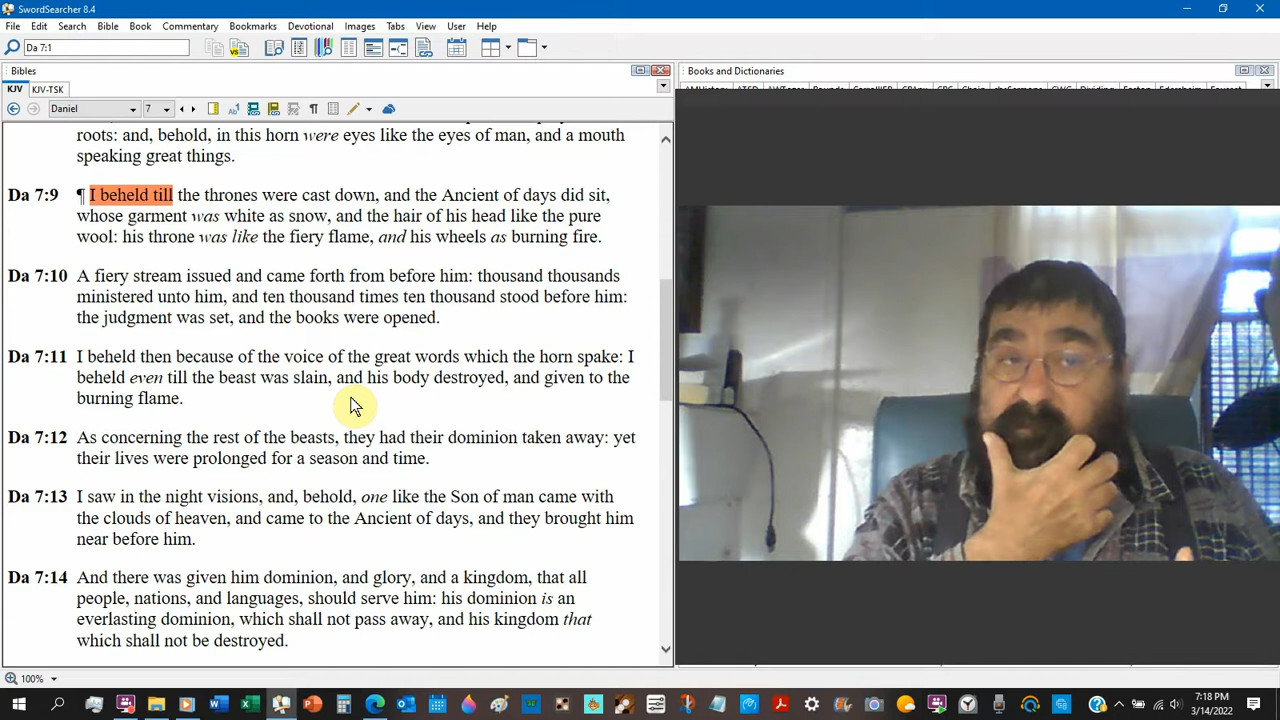 SwordSearcher 8.4
File Edit Search Bible Book Commentary Bookmarks Devotional Images Tabs View User Help
Da 7:1
Bibles
Books and Dictionaries
KJV KJV-TSK
Daniel 7
roots: and, behold, in this horn were eyes like the eyes of man, and a mouth
speaking great things.
Da 7:9 ¶ I beheld till the thrones were cast down, and the Ancient of days did sit,
whose garment was white as snow, and the hair of his head like the pure
wool: his throne was like the fiery flame, and his wheels as burning fire.
Da 7:10 A fiery stream issued and came forth from before him: thousand thousands
ministered unto him, and ten thousand times ten thousand stood before him:
the judgment was set, and the books were opened.
Da 7:11 I beheld then because of the voice of the great words which the horn spake: I
beheld even till the beast was slain, and his body destroyed, and given to the
burning flame.
Da 7:12 As concerning the rest of the beasts, they had their dominion taken away: yet
their lives were prolonged for a season and time.
Da 7:13 I saw in the night visions, and, behold, one like the Son of man came with
the clouds of heaven, and came to the Ancient of days, and they brought him
near before him.
Da 7:14 And there was given him dominion, and glory, and a kingdom, that all
people, nations, and languages, should serve him: his dominion is an
everlasting dominion, which shall not pass away, and his kingdom that
which shall not be destroyed.
100%
7:18 PM
3/14/2022